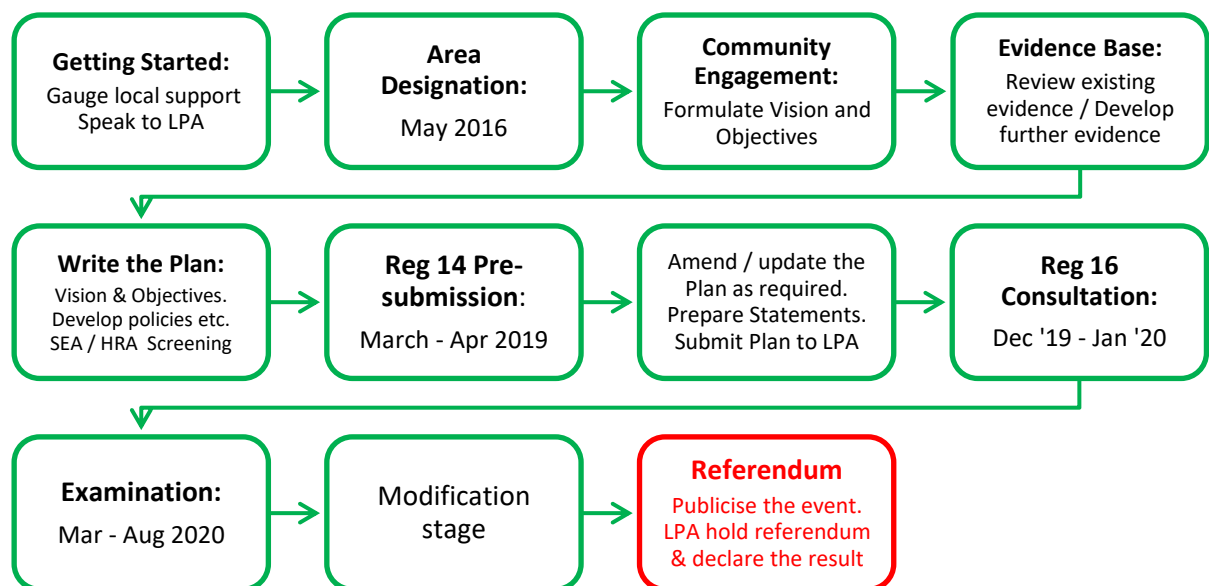 Getting Started:
Gauge local support
Speak to LPA
Area
Designation:
May 2016
Community
Engagement:
Formulate Vision and
Objectives
Evidence Base:
Review existing
evidence / Develop
further evidence
Write the Plan:
Vision & Objectives.
Develop policies etc.
SEA / HRA Screening
Reg 14 Pre-
submission:
March - Apr 2019
Amend / update the
Plan as required.
Prepare Statements.
Submit Plan to LPA
Reg 16
Consultation:
Dec '19 - Jan '20
Examination:
Mar - Aug 2020
Modification
stage
Referendum
Publicise the event.
LPA hold referendum
& declare the result